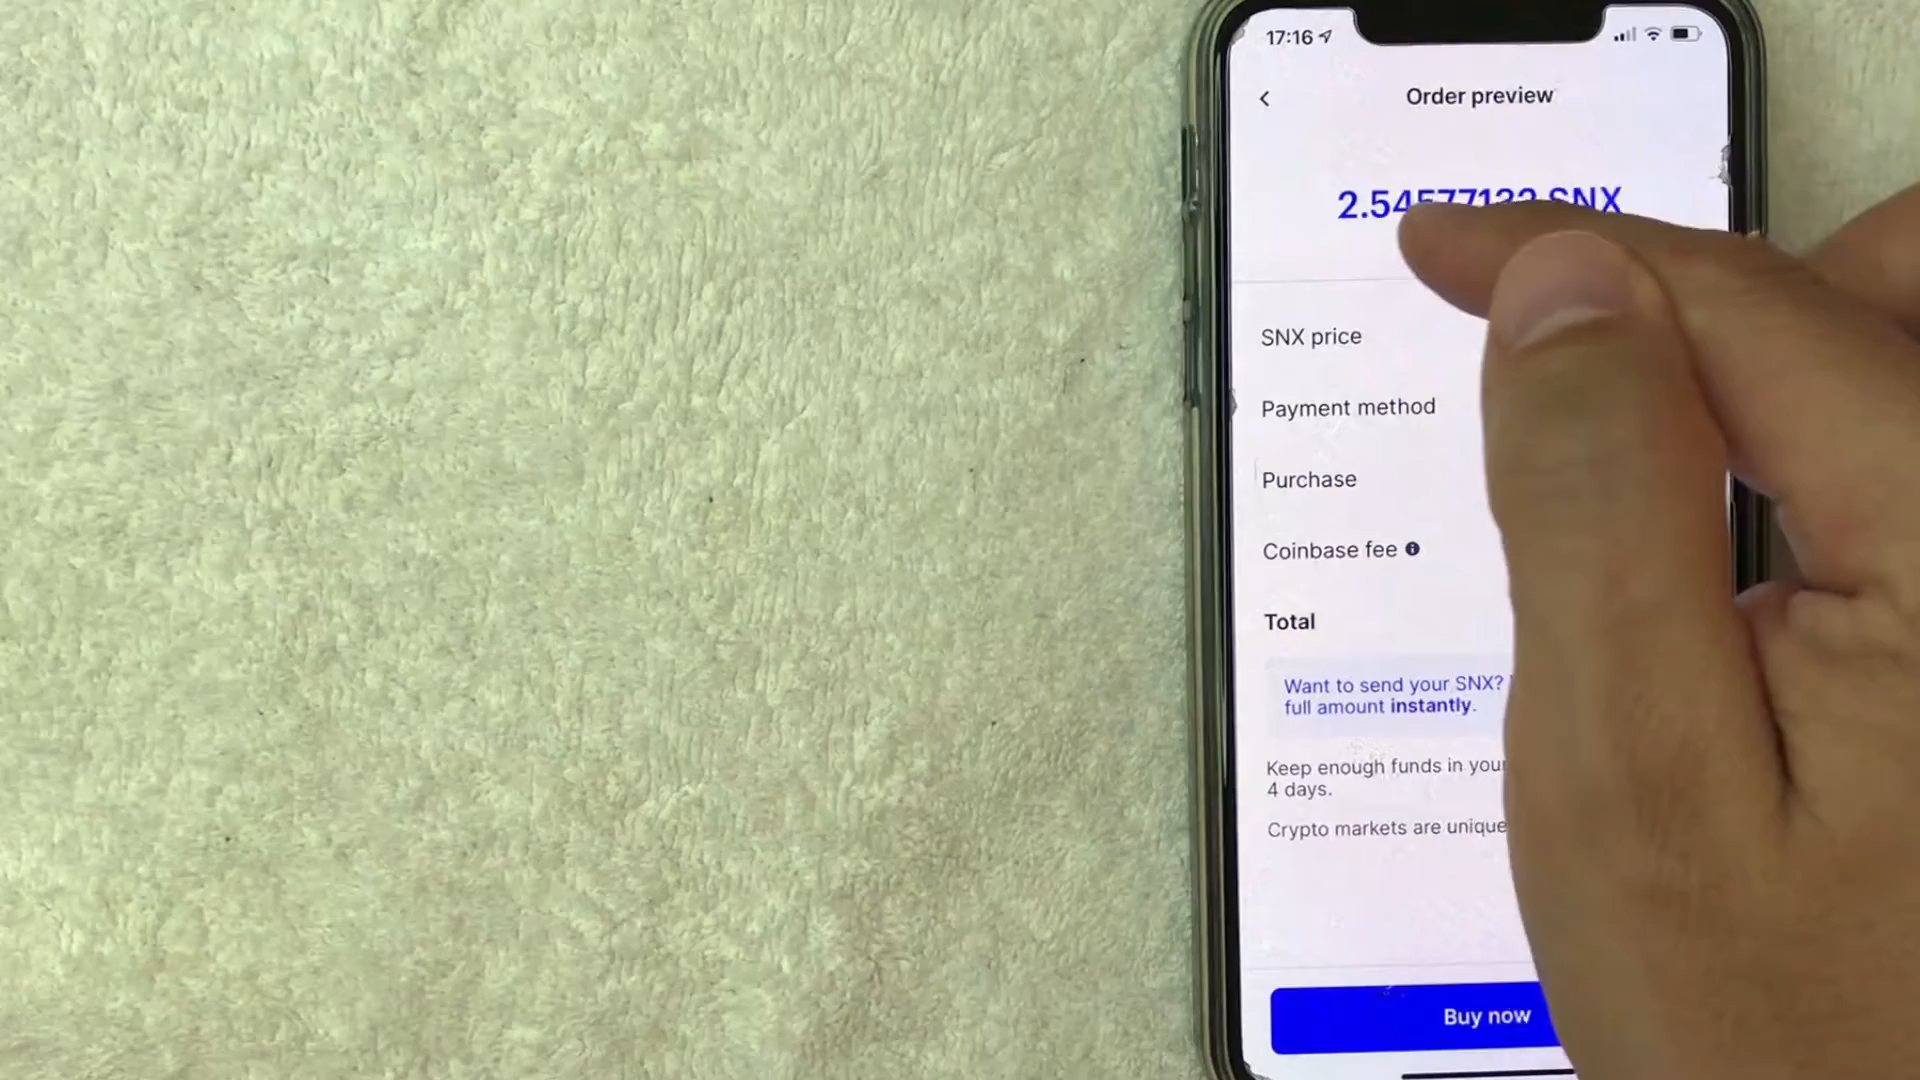 17:16
Order preview
2.54577132 SNX
SNX price
Payment method
Purchase
Coinbase fee
Total
Want to send your SNX?
full amount instantly.
Keep enough funds in your
4 days.
Crypto markets are unique
Buy now